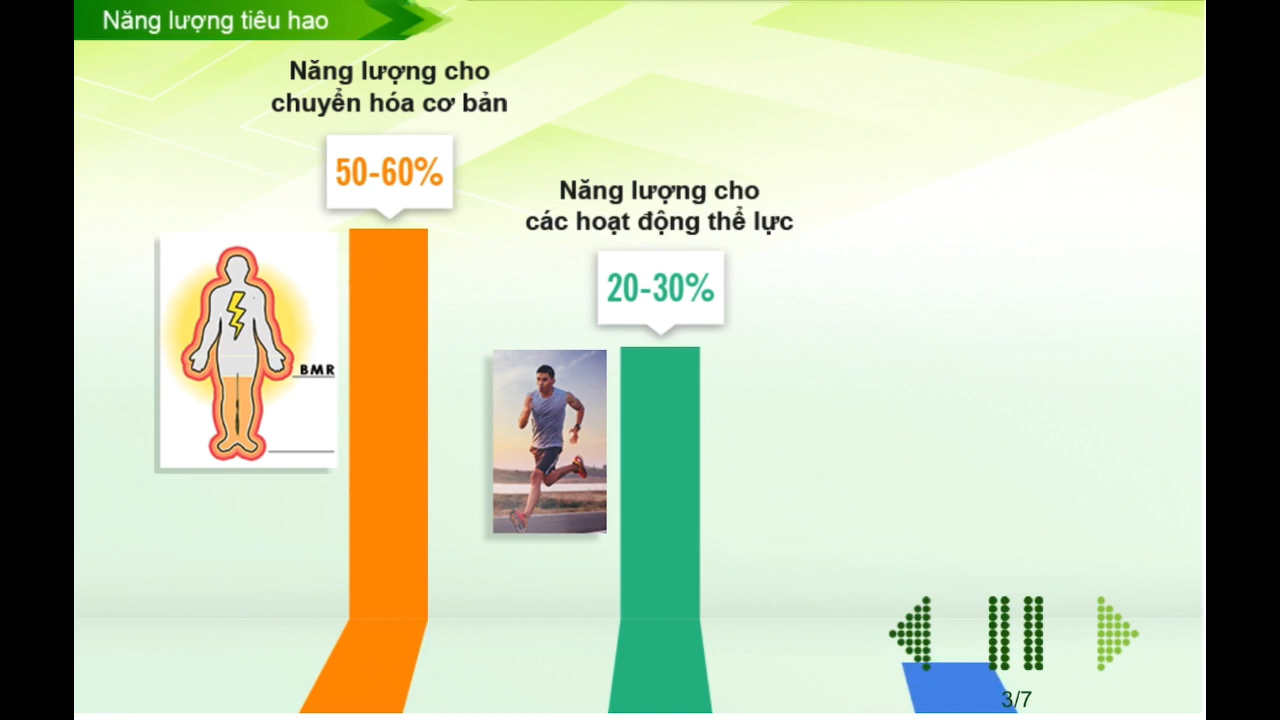 Năng lượng tiêu hao
Năng lượng cho
chuyển hóa cơ bản
50-60%
Năng lượng cho
các hoạt động thể lực
20-30%
BMR
3/7